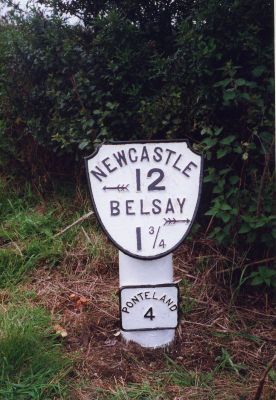 NEWCASTLE
12
BELSAY
1 3/4
PONTELAND
4